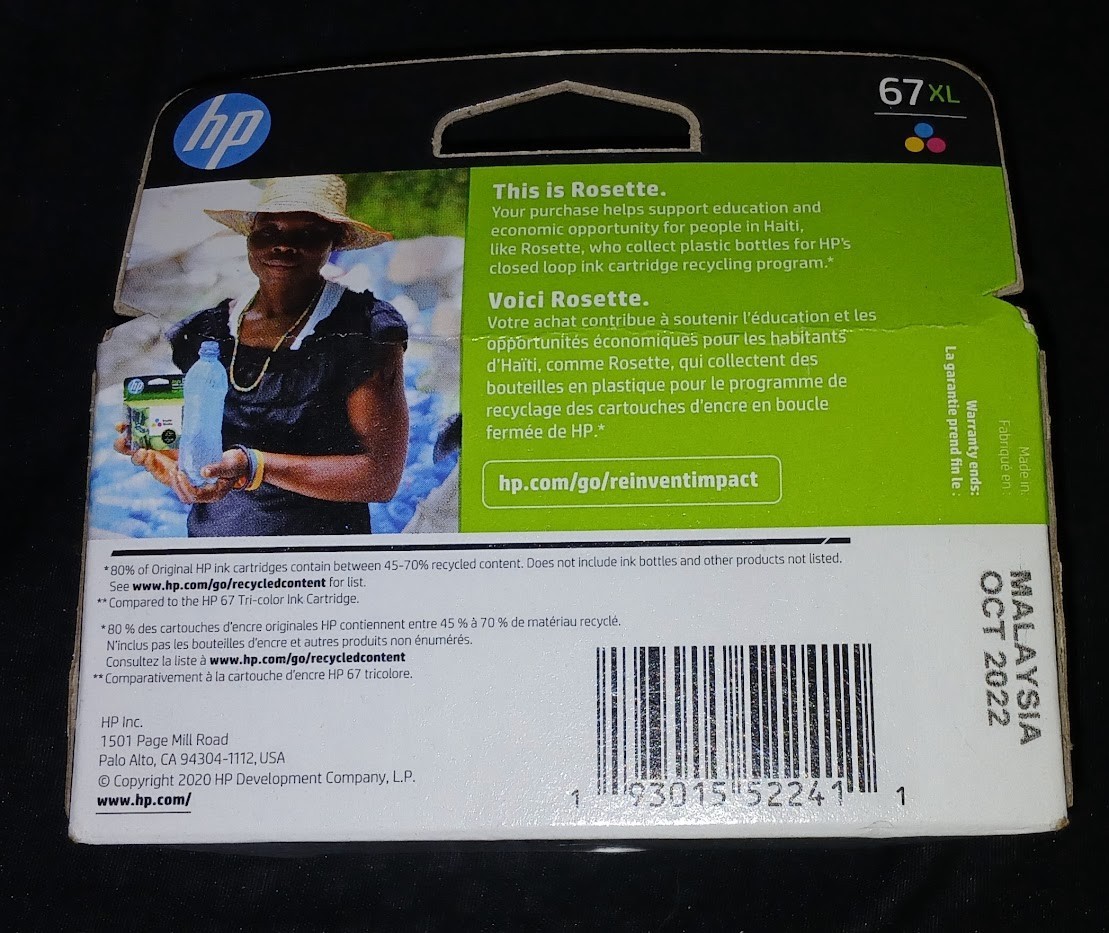 hp
67XL
This is Rosette.
Your purchase helps support education and
economic opportunity for people in Haiti,
like Rosette, who collect plastic bottles for HP's
closed loop ink cartridge recycling program.*
Voici Rosette.
Votre achat contribue à soutenir l'éducation et les
opportunités économiques pour les habitants
d'Haïti, comme Rosette, qui collectent des
bouteilles en plastique pour le programme de
recyclage des cartouches d'encre en boucle
fermée de HP.*
hp.com/go/reinventimpact
hp
Made in:
Fabriqué en:
Warranty ends:
La garantie prend fin le :
MALAYSIA
OCT 2022
*80% of Original HP ink cartridges contain between 45-70% recycled content. Does not include ink bottles and other products not listed.
See www.hp.com/go/recycledcontent for list.
**Compared to the HP 67 Tri-color Ink Cartridge.
*80 % des cartouches d'encre originales HP contiennent entre 45 % à 70 % de matériau recyclé.
N'inclus pas les bouteilles d'encre et autres produits non énumérés.
Consultez la liste à www.hp.com/go/recycledcontent
**Comparativement à la cartouche d'encre HP 67 tricolore.
HP Inc.
1501 Page Mill Road
Palo Alto, CA 94304-1112, USA
© Copyright 2020 HP Development Company, L.P.
www.hp.com/
1 93015 52241 1